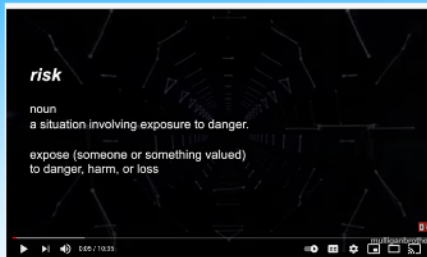 risk
noun
a situation involving exposure to danger.
expose (someone or something valued)
to danger, harm, or loss
0:05 / 10:35